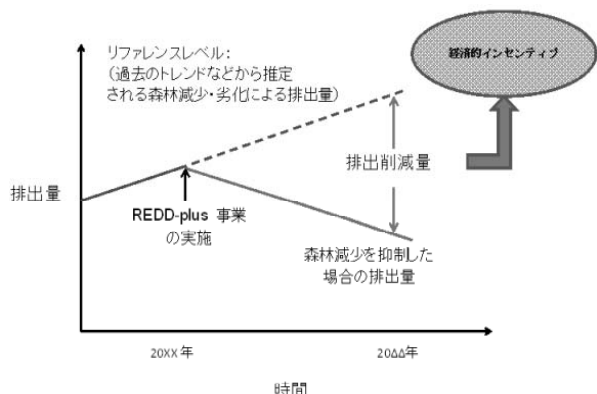 リファレンスレベル：
（過去のトレンドなどから推定
される森林減少・劣化による排出量）
経済的インセンティブ
排出削減量
排出量
REDD-plus 事業
の実施
森林減少を抑制した
場合の排出量
20XX 年
20ΔΔ年
時間